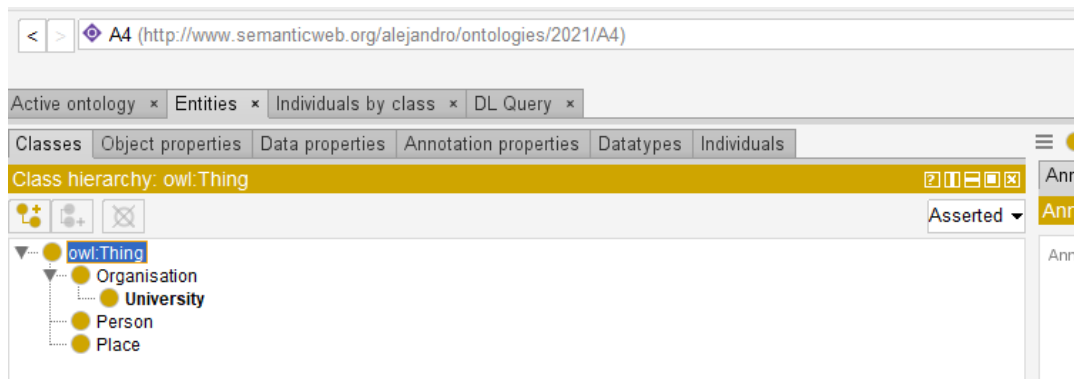 < > A4 (http://www.semanticweb.org/alejandro/ontologies/2021/A4)
Active ontology × Entities × Individuals by class × DL Query ×
Classes Object properties Data properties Annotation properties Datatypes Individuals
Class hierarchy: owl:Thing
Asserted
owl:Thing
Organisation
University
Person
Place